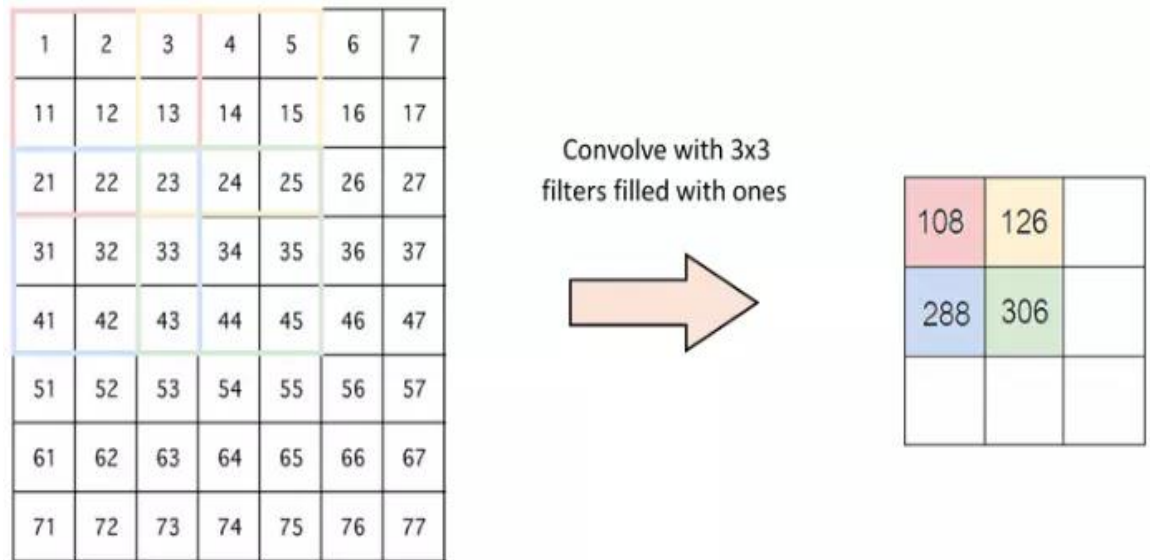 1 2 3 4 5 6 7
11 12 13 14 15 16 17
21 22 23 24 25 26 27
31 32 33 34 35 36 37
41 42 43 44 45 46 47
51 52 53 54 55 56 57
61 62 63 64 65 66 67
71 72 73 74 75 76 77
Convolve with 3x3
filters filled with ones
108 126
288 306